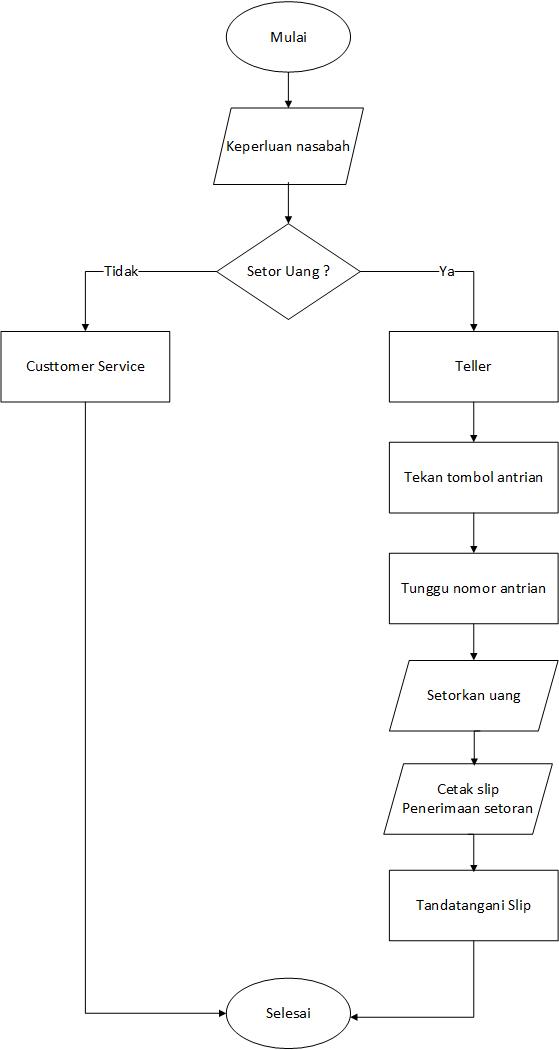 Mulai
Keperluan nasabah
Setor Uang ?
Tidak
Ya
Custtomer Service
Teller
Tekan tombol antrian
Tunggu nomor antrian
Setorkan uang
Cetak slip
Penerimaan setoran
Tandatangani Slip
Selesai